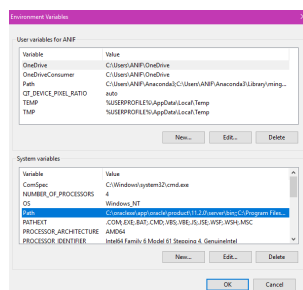 Environment Variables
User variables for ANIF
Variable Value
OneDrive C:\Users\ANIF\OneDrive
OneDriveConsumer C:\Users\ANIF\OneDrive
Path C:\Users\ANIF\Anaconda3;C:\Users\ANIF\Anaconda3\Library\ming...
QT_DEVICE_PIXEL_RATIO auto
TEMP %USERPROFILE%\AppData\Local\Temp
TMP %USERPROFILE%\AppData\Local\Temp
New... Edit... Delete
System variables
Variable Value
ComSpec C:\Windows\system32\cmd.exe
NUMBER_OF_PROCESSORS 4
OS Windows_NT
Path C:\oraclexe\app\oracle\product\11.2.0\server\bin;;C:\Program Files...
PATHEXT .COM;.EXE;.BAT;.CMD;.VBS;.VBE;.JS;.JSE;.WSF;.WSH;.MSC
PROCESSOR_ARCHITECTURE AMD64
PROCESSOR_IDENTIFIER Intel64 Family 6 Model 61 Stepping 4, GenuineIntel
New... Edit... Delete
OK Cancel